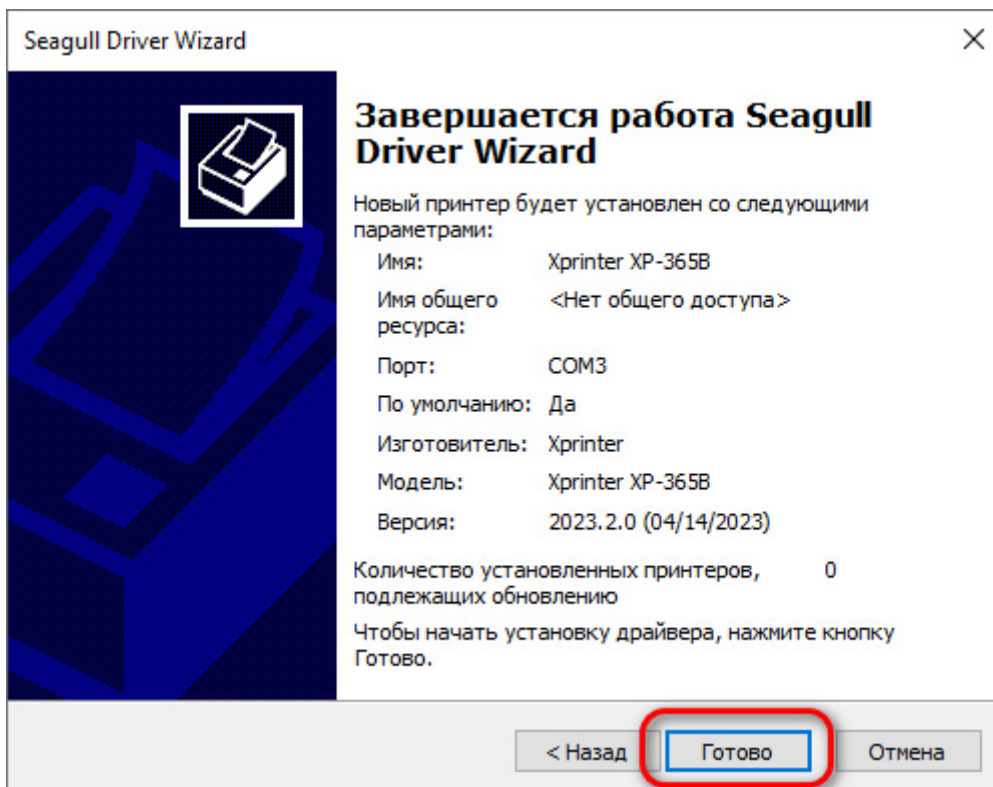 Seagull Driver Wizard
Завершается работа Seagull
Driver Wizard
Новый принтер будет установлен со следующими
параметрами:
Имя: Xprinter XP-365B
Имя общего <Нет общего доступа>
ресурса:
Порт: COM3
По умолчанию: Да
Изготовитель: Xprinter
Модель: Xprinter XP-365B
Версия: 2023.2.0 (04/14/2023)
Количество установленных принтеров, 0
подлежащих обновлению
Чтобы начать установку драйвера, нажмите кнопку
Готово.
< Назад Готово Отмена